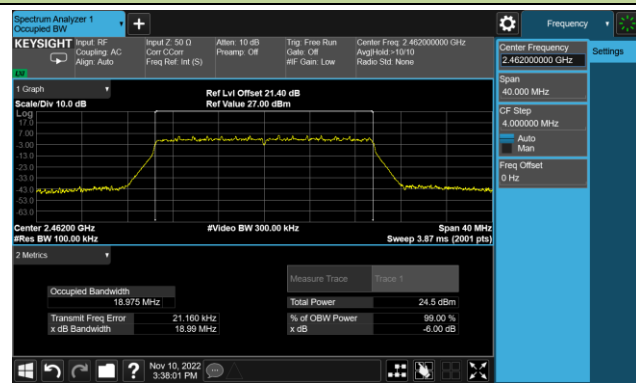 Spectrum Analyzer 1
Occupied BW
Frequency
KEYSIGHT
Input: RF
Coupling: AC
Align: Auto
Input Z: 50 Ω
Corr CCorr
Freq Ref: Int (S)
Atten: 10 dB
Preamp: Off
Trig: Free Run
Gate: Off
#IF Gain: Low
Center Freq: 2.462000000 GHz
Avg|Hold:>10/10
Radio Std: None
Center Frequency
2.462000000 GHz
Settings
Span
40.000 MHz
CF Step
4.000000 MHz
Auto
Man
Freq Offset
0 Hz
1 Graph
Scale/Div 10.0 dB
Ref Lvl Offset 21.40 dB
Ref Value 27.00 dBm
Log
17.0
7.00
-3.00
-13.0
-23.0
-33.0
-43.0
-53.0
-63.0
Center 2.46200 GHz
#Res BW 100.00 kHz
#Video BW 300.00 kHz
Span 40 MHz
Sweep 3.87 ms (2001 pts)
2 Metrics
Measure Trace
Trace 1
Occupied Bandwidth
18.975 MHz
Total Power
24.5 dBm
Transmit Freq Error
21.160 kHz
% of OBW Power
99.00 %
x dB Bandwidth
18.99 MHz
x dB
-6.00 dB
?
Nov 10, 2022
3:38:01 PM